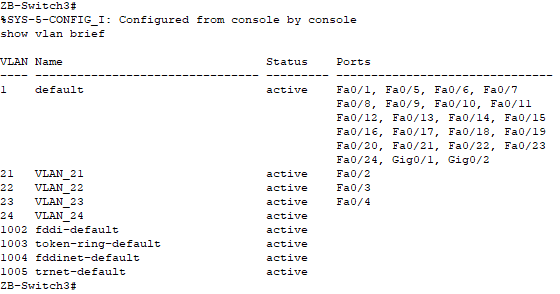 ZB-Switch3#
%SYS-5-CONFIG_I: Configured from console by console
show vlan brief
VLAN Name                             Status    Ports
---- -------------------------------- --------- -------------------------------
1    default                          active    Fa0/1, Fa0/5, Fa0/6, Fa0/7
                                                Fa0/8, Fa0/9, Fa0/10, Fa0/11
                                                Fa0/12, Fa0/13, Fa0/14, Fa0/15
                                                Fa0/16, Fa0/17, Fa0/18, Fa0/19
                                                Fa0/20, Fa0/21, Fa0/22, Fa0/23
                                                Fa0/24, Gig0/1, Gig0/2
21   VLAN_21                          active    Fa0/2
22   VLAN_22                          active    Fa0/3
23   VLAN_23                          active    Fa0/4
24   VLAN_24                          active
1002 fddi-default                     active
1003 token-ring-default               active
1004 fddinet-default                  active
1005 trnet-default                    active
ZB-Switch3#